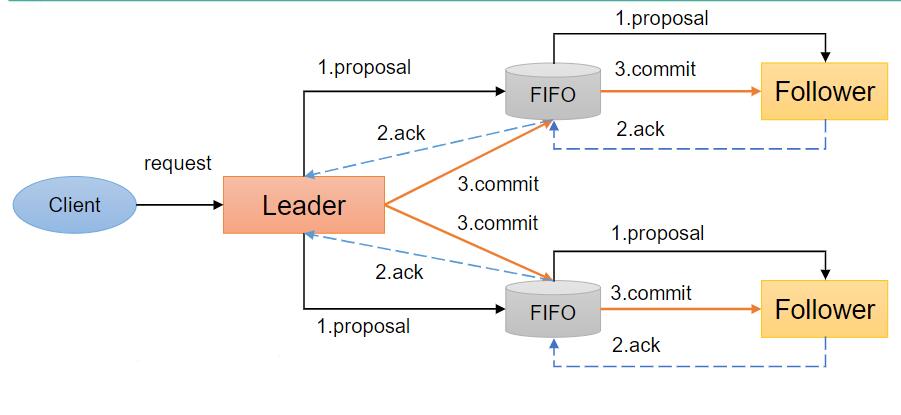 1.proposal
1.proposal
3.commit
FIFO
Follower
2.ack
2.ack
request
3.commit
Client
Leader
3.commit
1.proposal
2.ack
3.commit
FIFO
Follower
1.proposal
2.ack